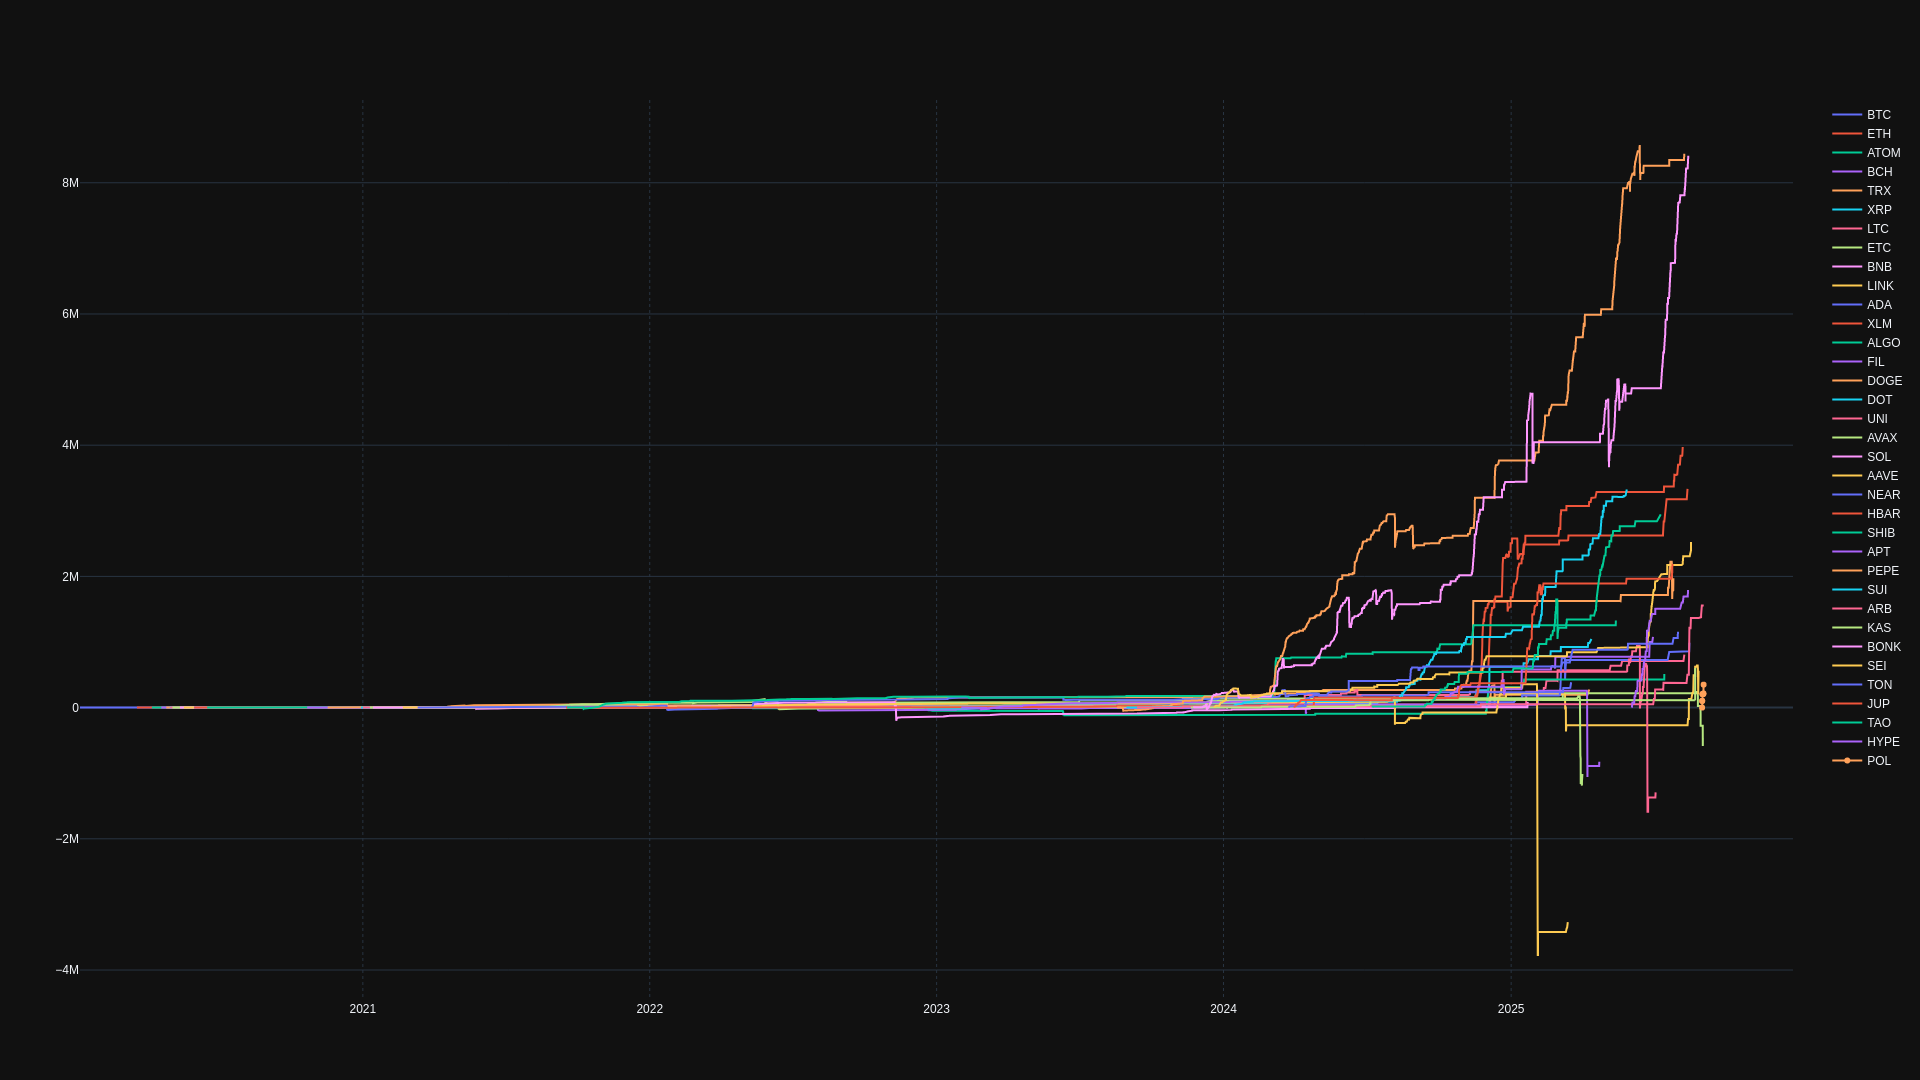 8M
6M
4M
2M
0
−2M
−4M
2021
2022
2023
2024
2025
BTC
ETH
ATOM
BCH
TRX
XRP
LTC
ETC
BNB
LINK
ADA
XLM
ALGO
FIL
DOGE
DOT
UNI
AVAX
SOL
AAVE
NEAR
HBAR
SHIB
APT
PEPE
SUI
ARB
KAS
BONK
SEI
TON
JUP
TAO
HYPE
POL